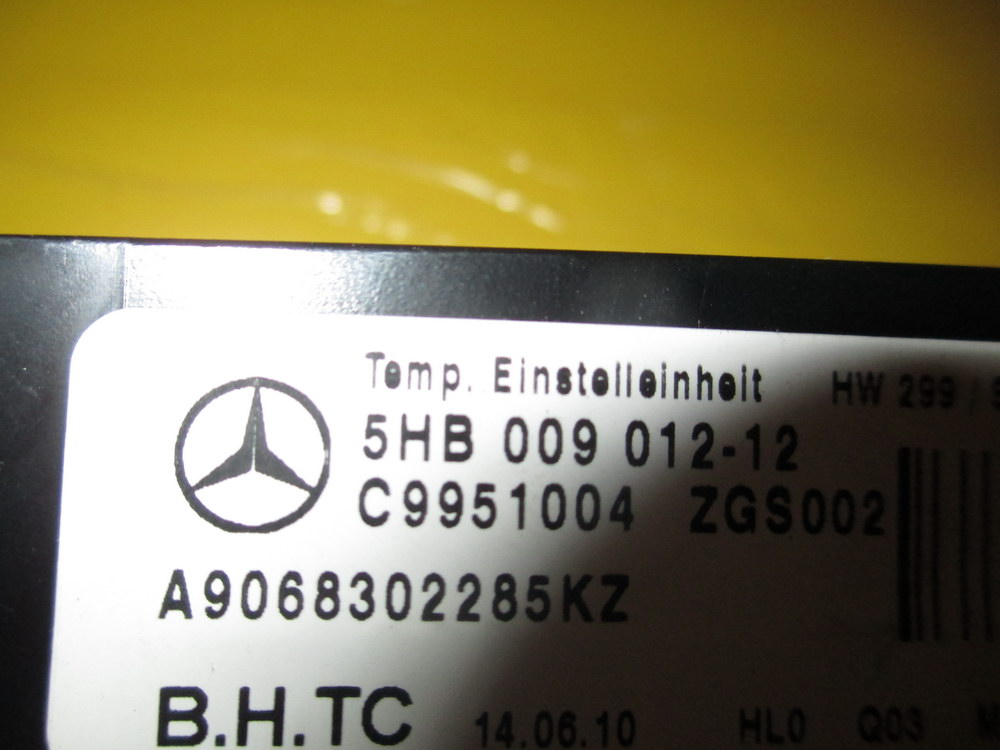 Temp. Einstelleinheit HW 299 /
5HB 009 012-12
C9951004 ZGS002
A9068302285KZ
B.H.TC 14.06.10 HL0 Q03